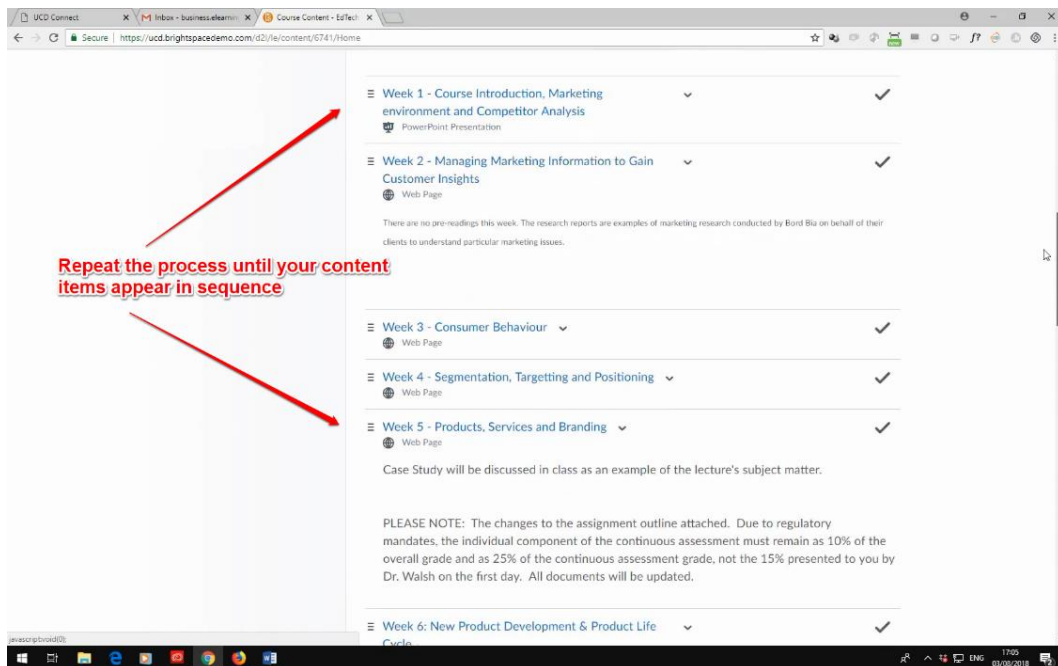 UCD Connect
Inbox - business.elearnin
Course Content - EdTech
Secure
https://ucd.brightspacedemo.com/d2l/le/content/6741/Home
f?
Week 1 - Course Introduction, Marketing
environment and Competitor Analysis
PowerPoint Presentation
Week 2 - Managing Marketing Information to Gain
Customer Insights
Web Page
There are no pre-readings this week. The research reports are examples of marketing research conducted by Bord Bia on behalf of their
clients to understand particular marketing issues.
Repeat the process until your content
items appear in sequence
Week 3 - Consumer Behaviour
Web Page
Week 4 - Segmentation, Targetting and Positioning
Web Page
Week 5 - Products, Services and Branding
Web Page
Case Study will be discussed in class as an example of the lecture's subject matter.
PLEASE NOTE: The changes to the assignment outline attached. Due to regulatory
mandates, the individual component of the continuous assessment must remain as 10% of the
overall grade and as 25% of the continuous assessment grade, not the 15% presented to you by
Dr. Walsh on the first day. All documents will be updated.
Week 6: New Product Development & Product Life
Cycle
javascript:void(0);
ENG
17:05
03/08/2018